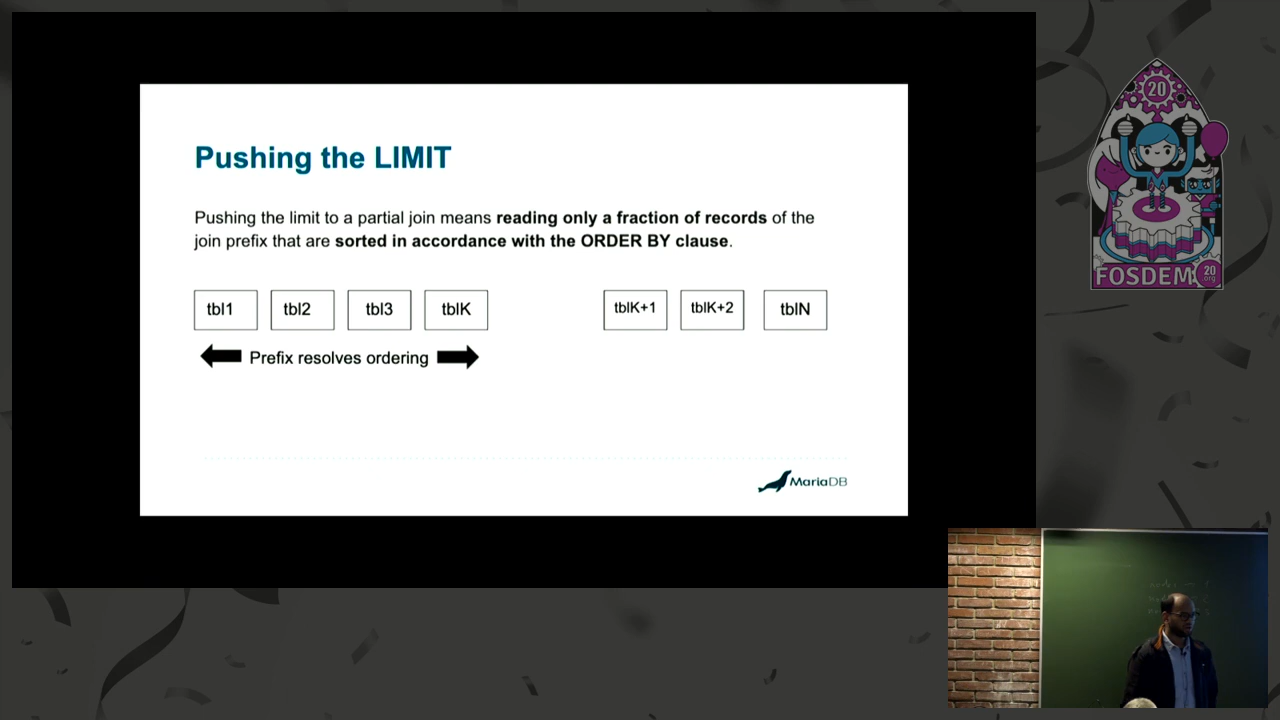 Pushing the LIMIT
Pushing the limit to a partial join means reading only a fraction of records of the
join prefix that are sorted in accordance with the ORDER BY clause.
tbl1 tbl2 tbl3 tblK tblK+1 tblK+2 tblN
Prefix resolves ordering
MariaDB
20
FOSDEM
20
.org